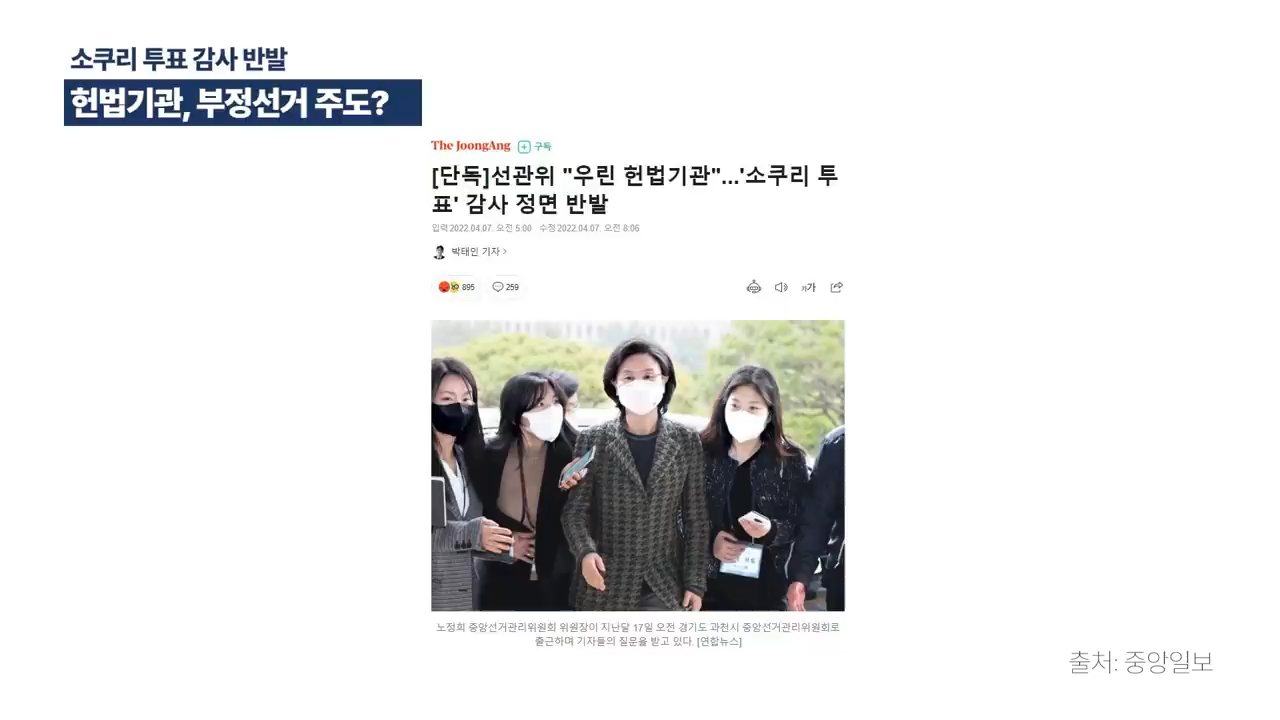 소쿠리 투표 감사 반발
헌법기관, 부정선거 주도?
The JoongAng + 구독
[단독]선관위 "우린 헌법기관"...'소쿠리 투
표' 감사 정면 반발
입력 2022.04.07. 오전 5:00 수정 2022.04.07. 오전 8:06
박태인 기자 >
895 259
가가
노정희 중앙선거관리위원회 위원장이 지난달 17일 오전 경기도 과천시 중앙선거관리위원회로
출근하며 기자들의 질문을 받고 있다. [연합뉴스]
출처: 중앙일보